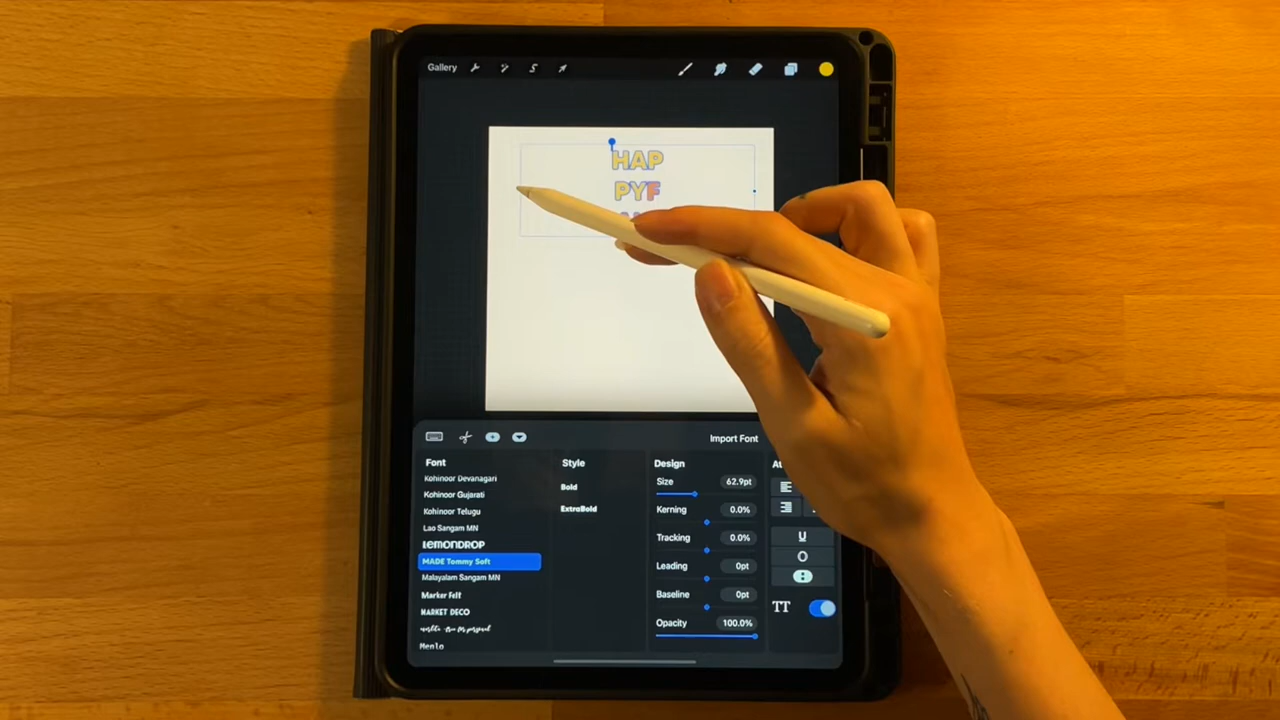 Gallery
HAP
PYF
Import Font
Font
Style
Design
Kohinoor Devanagari
Kohinoor Gujarati
Kohinoor Telugu
Lao Sangam MN
LEMONDROP
MADE Tommy Soft
Malayalam Sangam MN
Marker Felt
MARKET DECO
Menlo
Bold
ExtraBold
Size 62.9pt
Kerning 0.0%
Tracking 0.0%
Leading 0pt
Baseline 0pt
Opacity 100.0%
U
O
TT